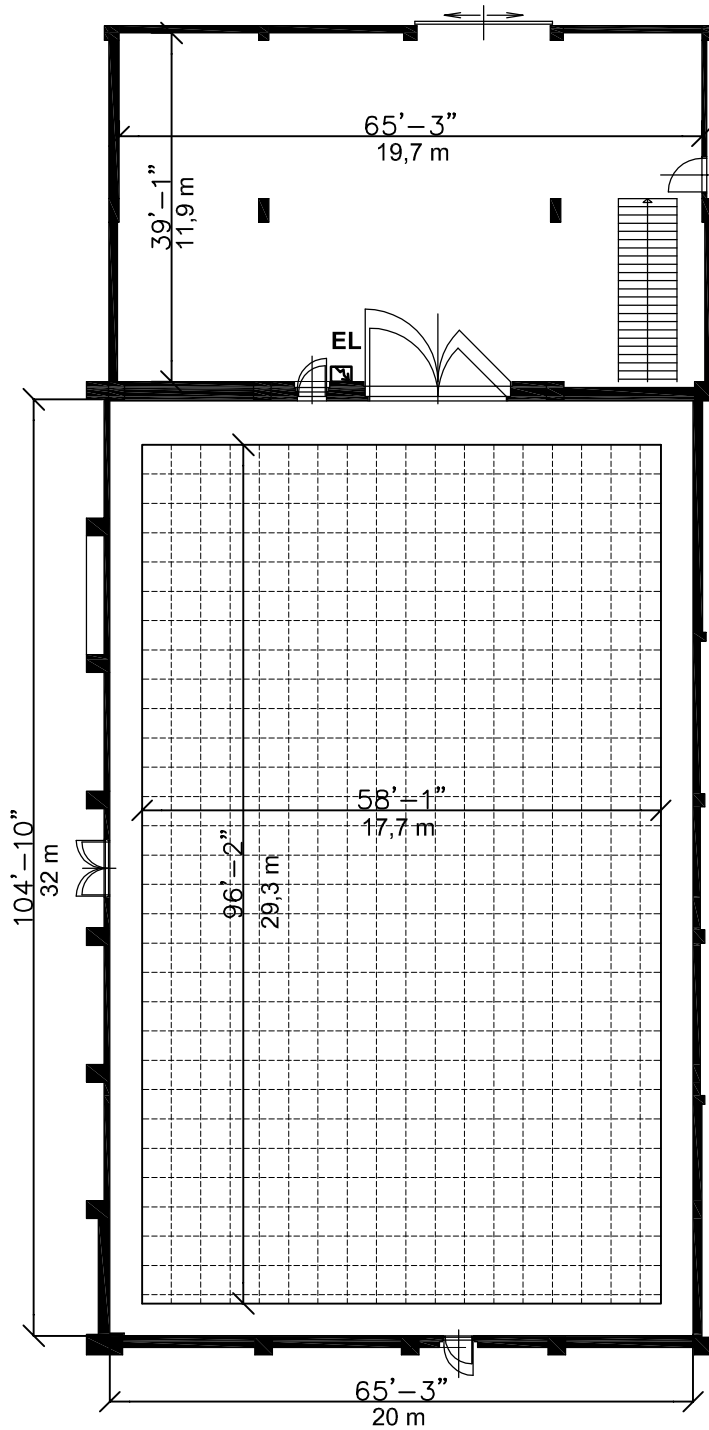 65’–3”
19,7 m
39’–1”
11,9 m
EL
58’–1”
17,7 m
96’–2”
29,3 m
104’–10”
32 m
65’–3”
20 m